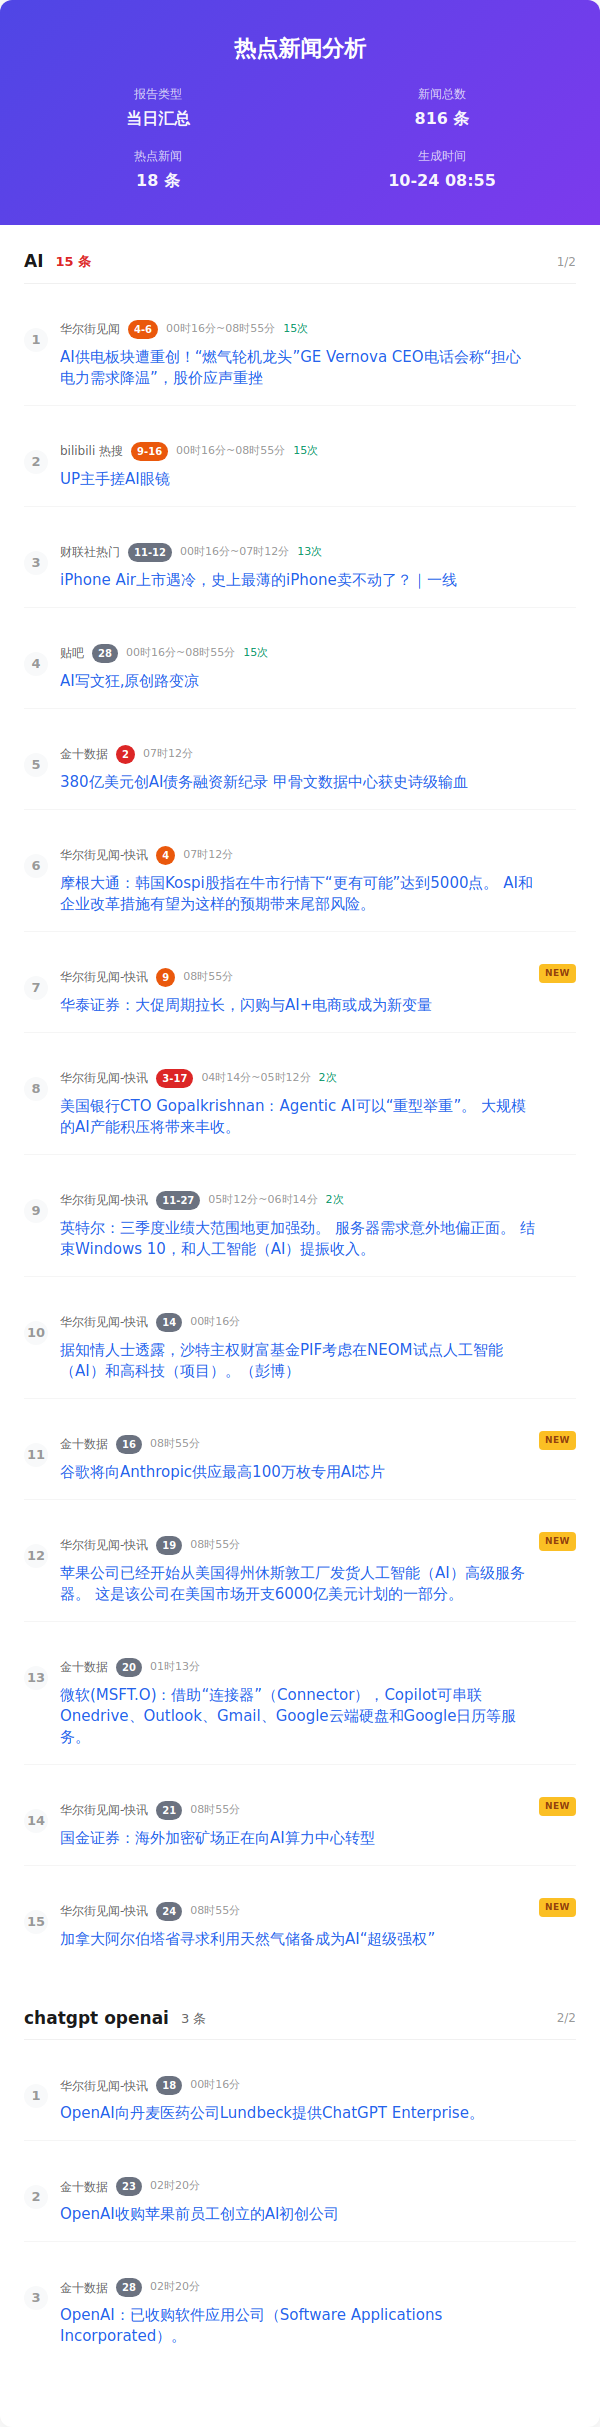 热点新闻分析
报告类型
新闻总数
当日汇总
816 条
热点新闻
生成时间
18 条
10-24 08:55
AI 15 条 1/2
1
华尔街见闻 4-6 00时16分~08时55分 15次
AI供电板块遭重创！“燃气轮机龙头”GE Vernova CEO电话会称“担心
电力需求降温”，股价应声重挫
2
bilibili 热搜 9-16 00时16分~08时55分 15次
UP主手搓AI眼镜
3
财联社热门 11-12 00时16分~07时12分 13次
iPhone Air上市遇冷，史上最薄的iPhone卖不动了？｜一线
4
贴吧 28 00时16分~08时55分 15次
AI写文狂,原创路变凉
5
金十数据 2 07时12分
380亿美元创AI债务融资新纪录 甲骨文数据中心获史诗级输血
6
华尔街见闻-快讯 4 07时12分
摩根大通：韩国Kospi股指在牛市行情下“更有可能”达到5000点。 AI和
企业改革措施有望为这样的预期带来尾部风险。
7
华尔街见闻-快讯 9 08时55分 NEW
华泰证券：大促周期拉长，闪购与AI+电商或成为新变量
8
华尔街见闻-快讯 3-17 04时14分~05时12分 2次
美国银行CTO Gopalkrishnan：Agentic AI可以“重型举重”。 大规模
的AI产能积压将带来丰收。
9
华尔街见闻-快讯 11-27 05时12分~06时14分 2次
英特尔：三季度业绩大范围地更加强劲。 服务器需求意外地偏正面。 结
束Windows 10，和人工智能（AI）提振收入。
10
华尔街见闻-快讯 14 00时16分
据知情人士透露，沙特主权财富基金PIF考虑在NEOM试点人工智能
（AI）和高科技（项目）。（彭博）
11
金十数据 16 08时55分 NEW
谷歌将向Anthropic供应最高100万枚专用AI芯片
12
华尔街见闻-快讯 19 08时55分 NEW
苹果公司已经开始从美国得州休斯敦工厂发货人工智能（AI）高级服务
器。 这是该公司在美国市场开支6000亿美元计划的一部分。
13
金十数据 20 01时13分
微软(MSFT.O)：借助“连接器”（Connector），Copilot可串联
Onedrive、Outlook、Gmail、Google云端硬盘和Google日历等服
务。
14
华尔街见闻-快讯 21 08时55分 NEW
国金证券：海外加密矿场正在向AI算力中心转型
15
华尔街见闻-快讯 24 08时55分 NEW
加拿大阿尔伯塔省寻求利用天然气储备成为AI“超级强权”
chatgpt openai 3 条 2/2
1
华尔街见闻-快讯 18 00时16分
OpenAI向丹麦医药公司Lundbeck提供ChatGPT Enterprise。
2
金十数据 23 02时20分
OpenAI收购苹果前员工创立的AI初创公司
3
金十数据 28 02时20分
OpenAI：已收购软件应用公司（Software Applications
Incorporated）。